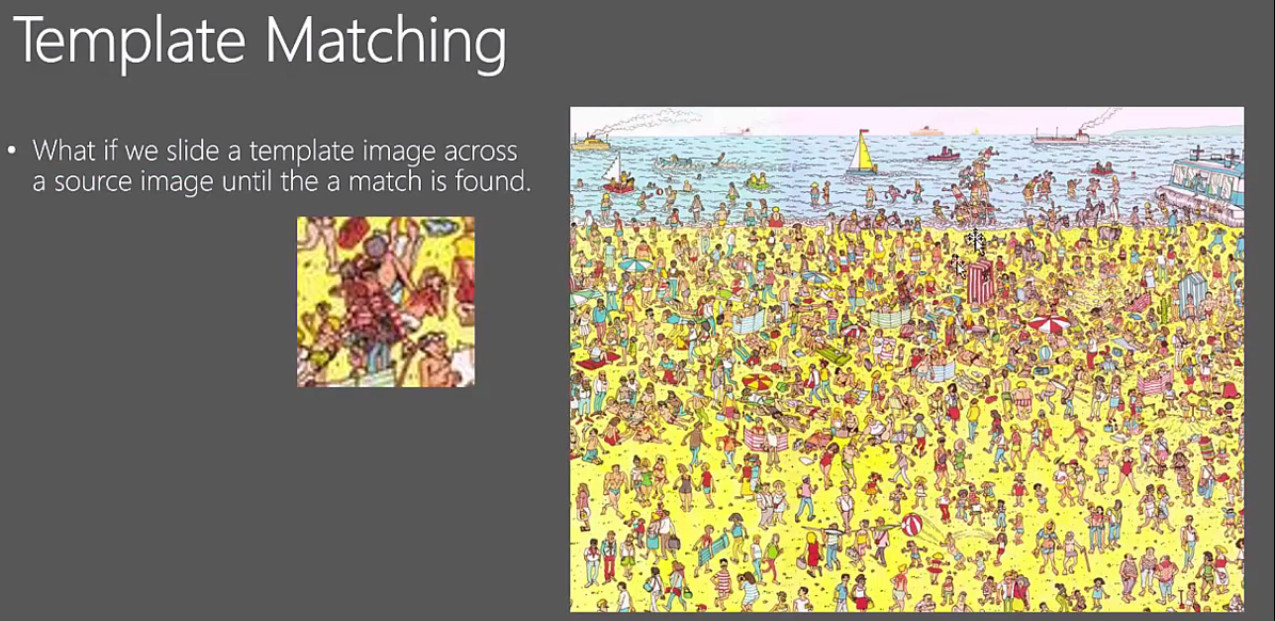 Template Matching
• What if we slide a template image across
a source image until the a match is found.